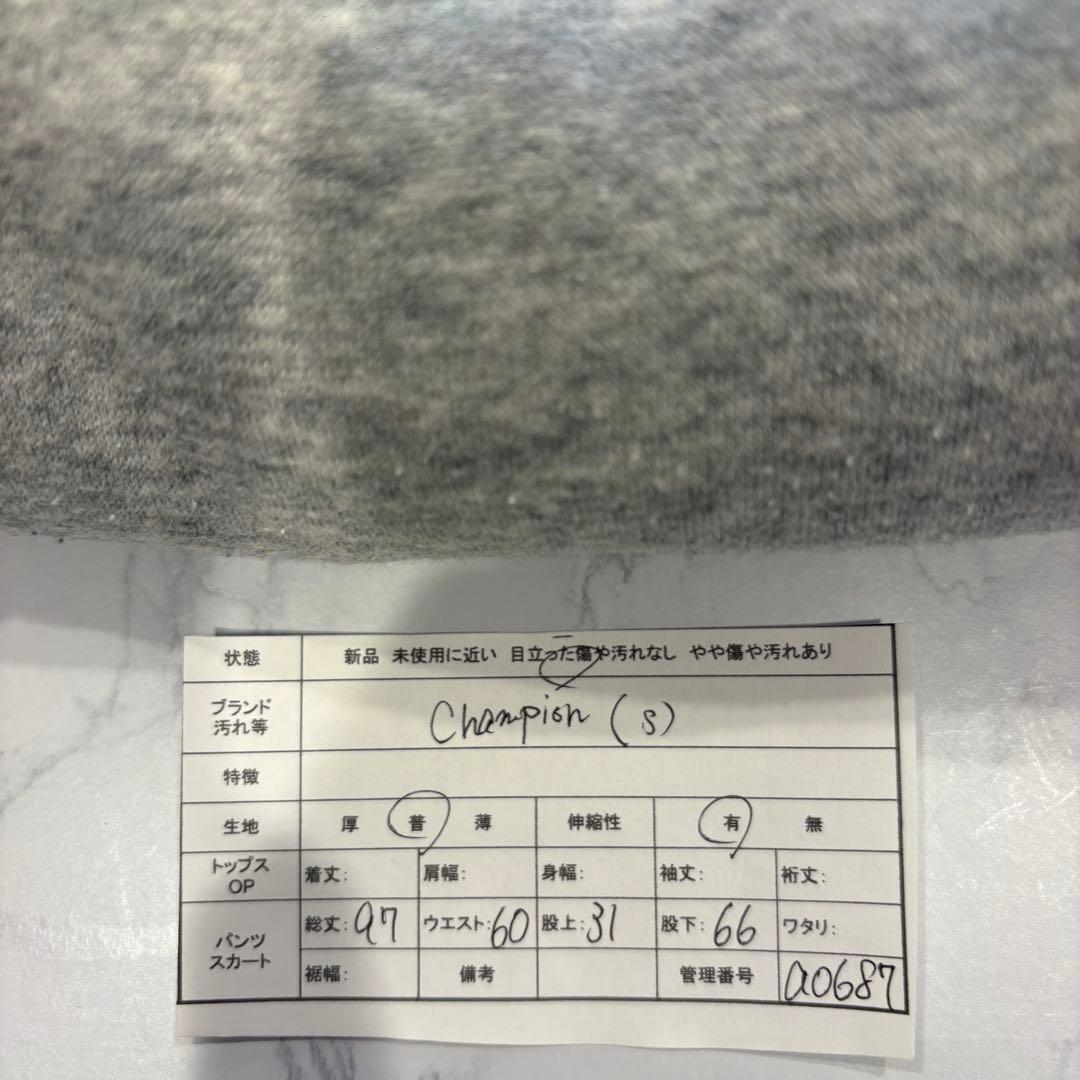 状態 新品 未使用に近い 目立った傷や汚れなし やや傷や汚れあり
ブランド
汚れ等
Champion (S)
特徴
生地 厚 普 薄 伸縮性 有 無
トップス
OP
着丈: 肩幅: 身幅: 袖丈: 裄丈:
パンツ
スカート
総丈: 97 ウエスト: 60 股上: 31 股下: 66 ワタリ:
裾幅: 備考 管理番号 a0687